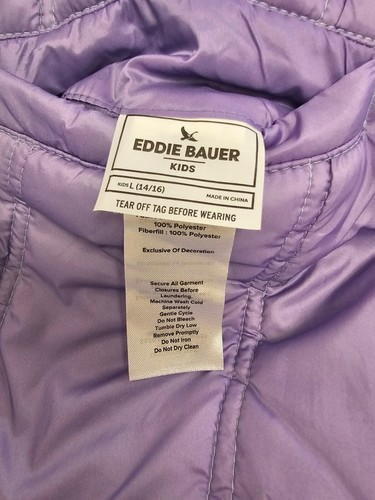 EDDIE BAUER
KIDS
KIDS L (14/16)
MADE IN CHINA
TEAR OFF TAG BEFORE WEARING
100% Polyester
Fiberfill : 100% Polyester
Exclusive Of Decoration
Secure All Garment
Closures Before
Laundering.
Machine Wash Cold
Separately
Gentle Cycle
Do Not Bleach
Tumble Dry Low
Remove Promptly
Do Not Iron
Do Not Dry Clean